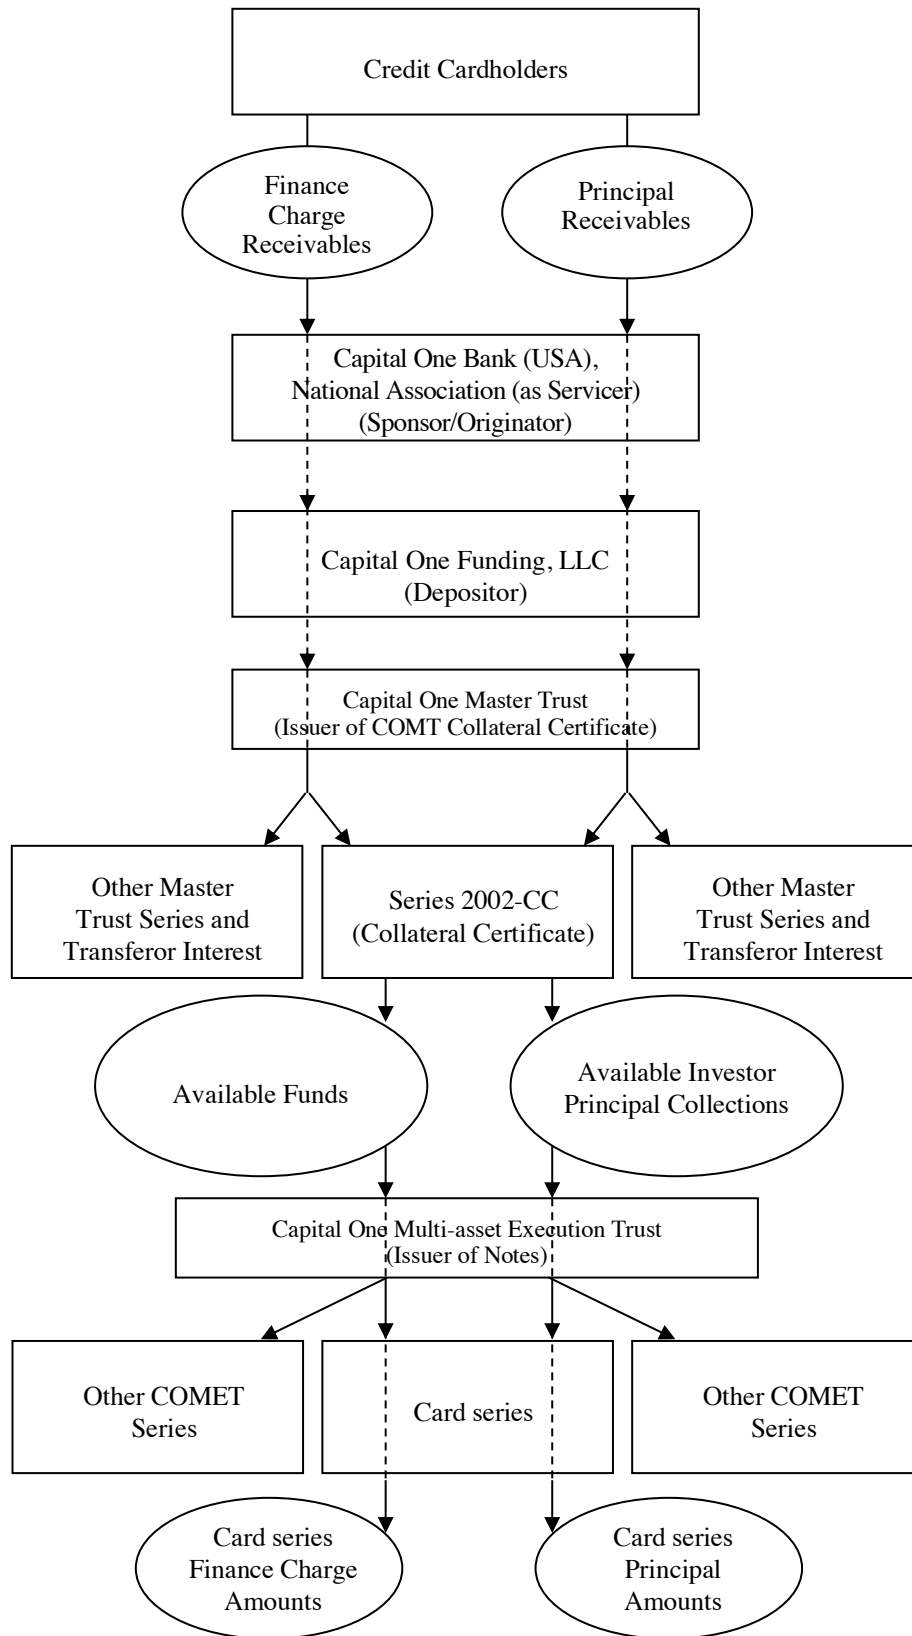 Credit Cardholders
Finance
Charge
Receivables
Principal
Receivables
Capital One Bank (USA),
National Association (as Servicer)
(Sponsor/Originator)
Capital One Funding, LLC
(Depositor)
Capital One Master Trust
(Issuer of COMT Collateral Certificate)
Other Master
Trust Series and
Transferor Interest
Series 2002-CC
(Collateral Certificate)
Other Master
Trust Series and
Transferor Interest
Available Funds
Available Investor
Principal Collections
Capital One Multi-asset Execution Trust
(Issuer of Notes)
Other COMET
Series
Card series
Other COMET
Series
Card series
Finance Charge
Amounts
Card series
Principal
Amounts